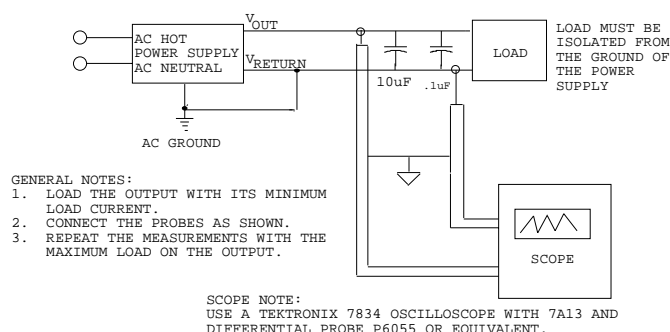 V
OUT
AC HOT
POWER SUPPLY
AC NEUTRAL
V
RETURN
AC GROUND
10uF
.1uF
LOAD
LOAD MUST BE
ISOLATED FROM
THE GROUND OF
THE POWER
SUPPLY
GENERAL NOTES:
1. LOAD THE OUTPUT WITH ITS MINIMUM
LOAD CURRENT.
2. CONNECT THE PROBES AS SHOWN.
3. REPEAT THE MEASUREMENTS WITH THE
MAXIMUM LOAD ON THE OUTPUT.
SCOPE
SCOPE NOTE:
USE A TEKTRONIX 7834 OSCILLOSCOPE WITH 7A13 AND
DIFFERENTIAL PROBE P6055 OR EQUIVALENT.